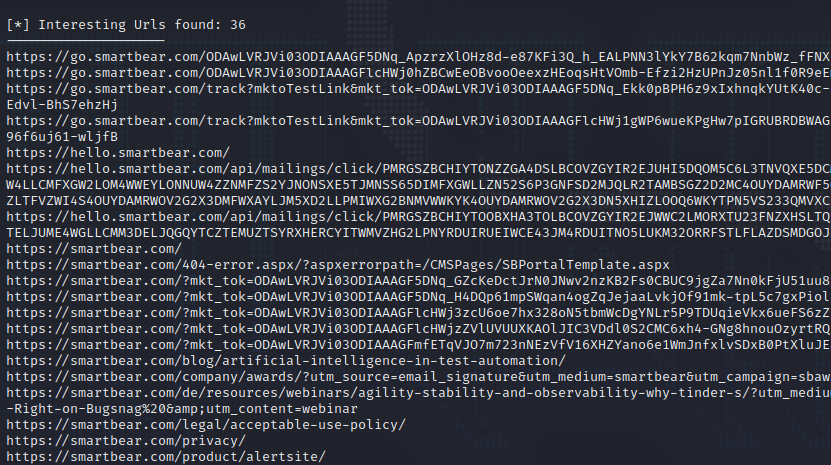 [*] Interesting Urls found: 36
--------------------
https://go.smartbear.com/ODAwLVRJVi03ODIAAAGF5DNq_ApzrzXlOHz8d-e87KFi3Q_h_EALPNN3lYkY7B62kqm7NnbWz_fFNX
https://go.smartbear.com/ODAwLVRJVi03ODIAAAGFlcHWj0hZBCwEeOBvooOeexzHEoqsHtVOmb-Efzi2HzUPnJz05nl1f0R9eEm
https://go.smartbear.com/track?mktoTestLink&mkt_tok=ODAwLVRJVi03ODIAAAGF5DNq_Ekk0pBPH6z9xIxhnqkYUtK40c-
Edvl-BhS7ehzHj
https://go.smartbear.com/track?mktoTestLink&mkt_tok=ODAwLVRJVi03ODIAAAGFlcHWj1gWP6wueKPgHw7pIGRUBRDBWAG
96f6uj61-wljfB
https://hello.smartbear.com/
https://hello.smartbear.com/api/mailings/click/PMRGSZBCHIYTONZZGA4DSLBCOVZGYIR2EJUHI5DQOM5C6L3TNVQXE5DC
W4LLCMFXGW2LOM4WWEYLONNUW4ZZNMFZS2YJNONSXE5TJMNSS65DIMFXGWLLZN52S6P3GNFSD2MJQLR2TAMBSGZ2D2MC4OUYDAMRWF5
ZLTFVZWI4S4OUYDAMRWOV2G2X3DMFWXAYLJM5XD2LLPMIWXG2BNMVWWKYK4OUYDAMRWOV2G2X3DN5XHIZLOOQ6WKYTPN5VS233QMVXC
https://hello.smartbear.com/api/mailings/click/PMRGSZBCHIYTOOBXHA3TOLBCOVZGYIR2EJWWC2LMORXTU23FNZXHSLTQ
TELJUME4WGLLCMM3DELJQGQYTCZTEMUZTSYRXHERCYITWMVZHG2LPNYRDUIRUEIWCE43JM4RDUITNO5LUKM32ORRFSTLFLAZDSMDGOJ
https://smartbear.com/
https://smartbear.com/404-error.aspx/?aspxerrorpath=/CMSPages/SBPortalTemplate.aspx
https://smartbear.com/?mkt_tok=ODAwLVRJVi03ODIAAAGF5DNq_GZcKeDctJrN0JNwv2nzKB2Fs0CBUC9jgZa7Nn0kFjU51uu8
https://smartbear.com/?mkt_tok=ODAwLVRJVi03ODIAAAGF5DNq_H4DQp61mpSWqan4ogZqJejaaLvkjOf91mk-tpL5c7gxPiol
https://smartbear.com/?mkt_tok=ODAwLVRJVi03ODIAAAGFlcHWj3zcU6oe7hx328oN5tbmWcDgYNLr5P9TDUqieVkx6ueFS6zZ
https://smartbear.com/?mkt_tok=ODAwLVRJVi03ODIAAAGFlcHWjzZVlUVUUXKAOlJIC3VDdl0S2CMC6xh4-GNg8hnouOzyrtRQ
https://smartbear.com/?mkt_tok=ODAwLVRJVi03ODIAAAGFmfETqVJO7m723nNEzVfV16XHZYano6e1WmJnfxlvSDxB0PtXluJE
https://smartbear.com/blog/artificial-intelligence-in-test-automation/
https://smartbear.com/company/awards/?utm_source=email_signature&utm_medium=smartbear&utm_campaign=sbaw
https://smartbear.com/de/resources/webinars/agility-stability-and-observability-why-tinder-s/?utm_medium
-Right-on-Bugsnag%20&amp;utm_content=webinar
https://smartbear.com/legal/acceptable-use-policy/
https://smartbear.com/privacy/
https://smartbear.com/product/alertsite/